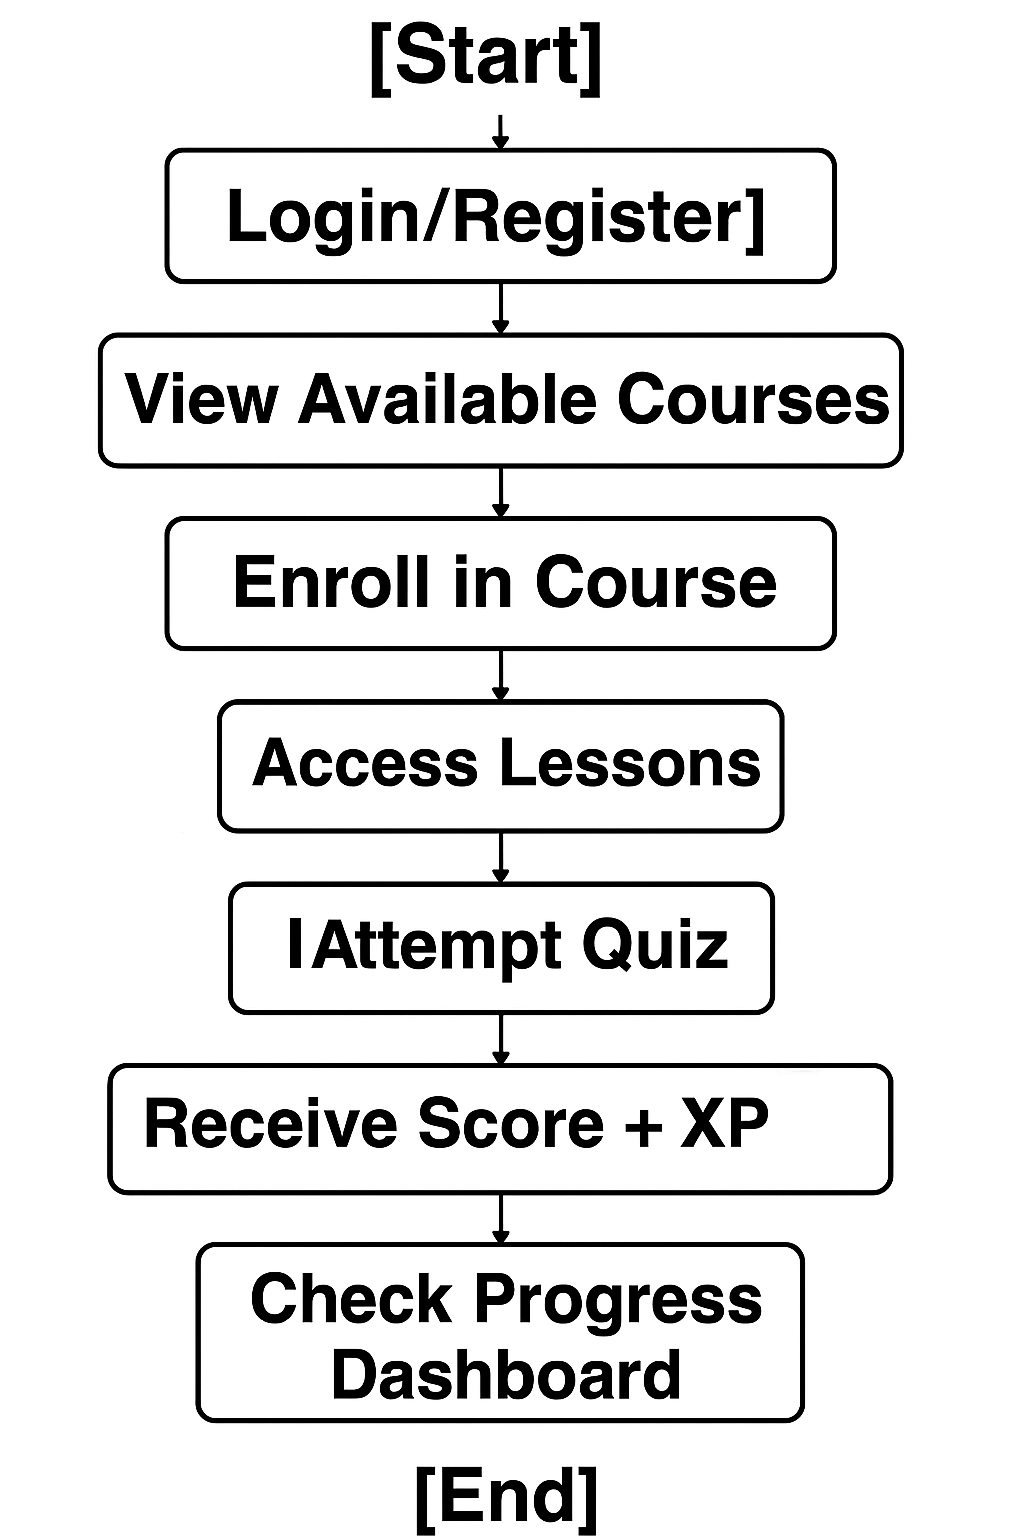 [Start]
Login/Register]
View Available Courses
Enroll in Course
Access Lessons
IAttempt Quiz
Receive Score + XP
Check Progress
Dashboard
[End]